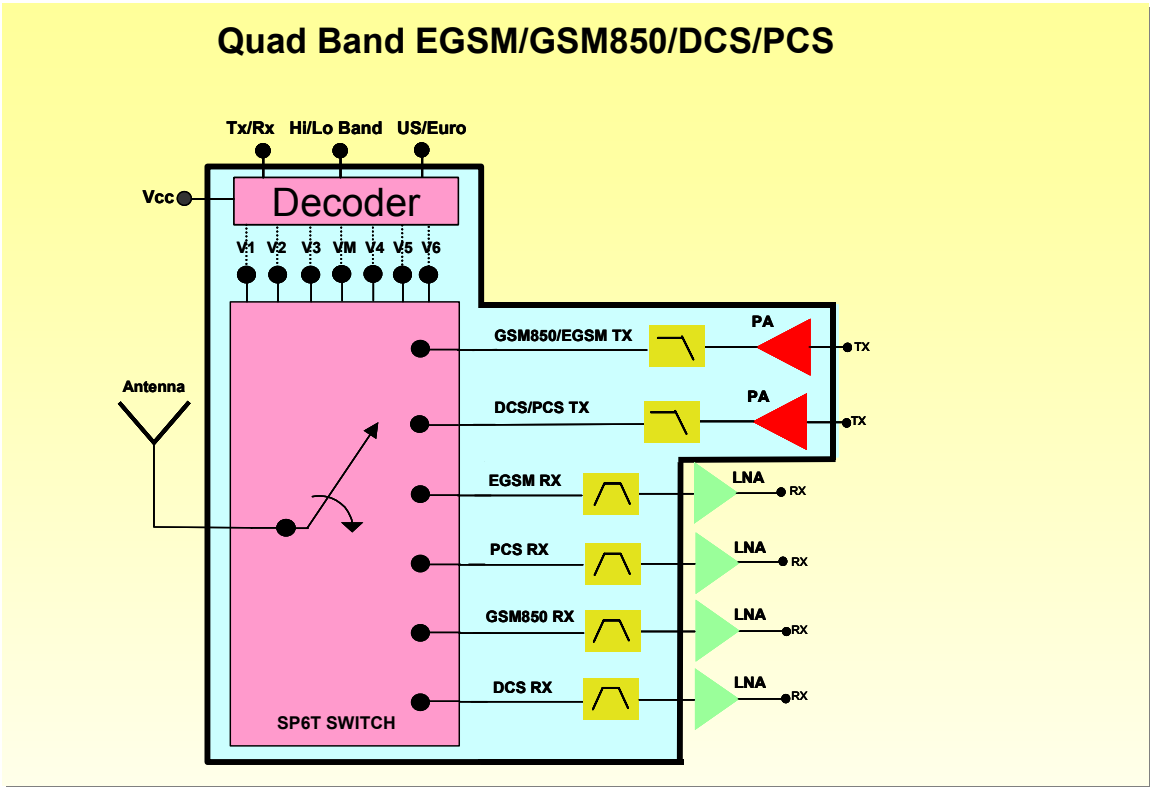 Quad Band EGSM/GSM850/DCS/PCS
Tx/Rx Hi/Lo Band US/Euro
Vcc
Decoder
V1 V2 V3 VM V4 V5 V6
GSM850/EGSM TX
PA
TX
Antenna
DCS/PCS TX
PA
TX
EGSM RX
LNA
RX
PCS RX
LNA
RX
GSM850 RX
LNA
RX
DCS RX
LNA
RX
SP6T SWITCH